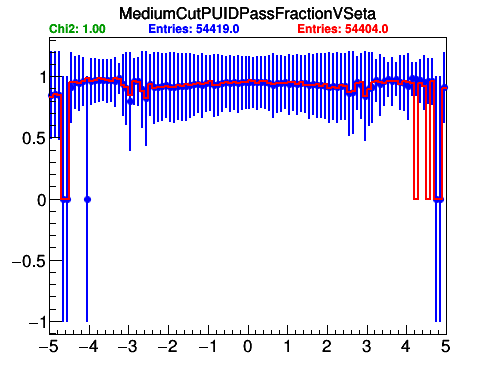 MediumCutPUIDPassFractionVSeta
Chi2: 1.00 Entries: 54419.0 Entries: 54404.0
1
0.5
0
−0.5
−1
−5 −4 −3 −2 −1 0 1 2 3 4 5